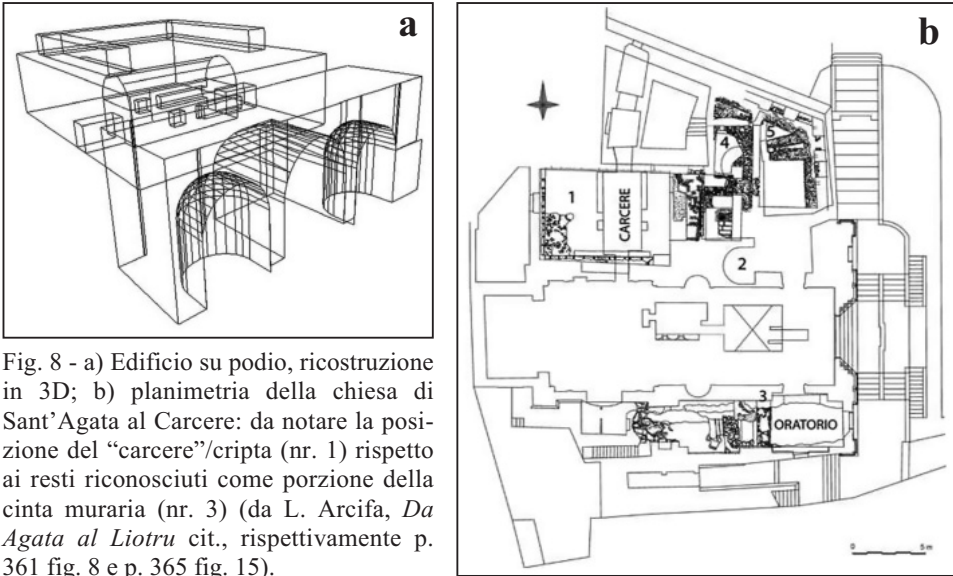 a
Fig. 8 - a) Edificio su podio, ricostruzione
in 3D; b) planimetria della chiesa di
Sant'Agata al Carcere: da notare la posi-
zione del “carcere”/cripta (nr. 1) rispetto
ai resti riconosciuti come porzione della
cinta muraria (nr. 3) (da L. Arcifa, Da
Agata al Liotru cit., rispettivamente p.
361 fig. 8 e p. 365 fig. 15).
b
4
5
1
CARCERE
2
3
ORATORIO
0 5 m